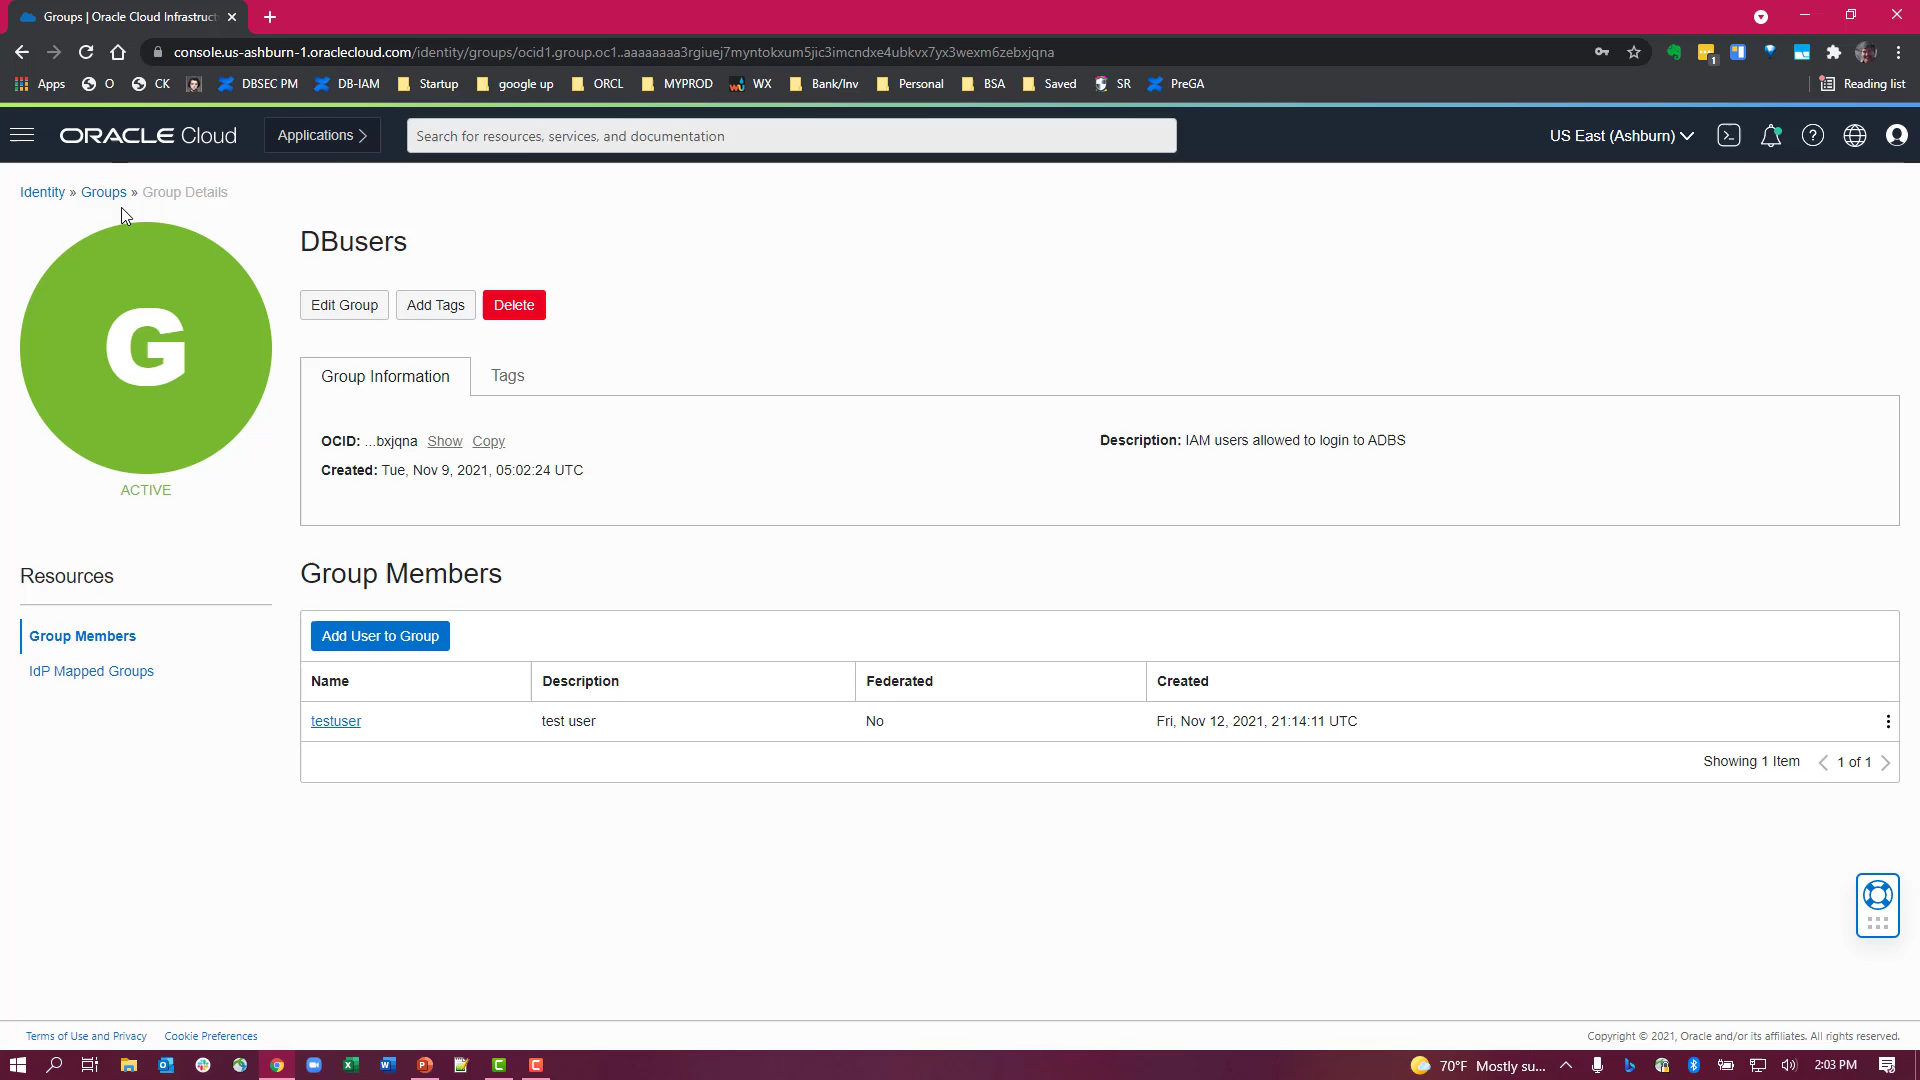 Groups | Oracle Cloud Infrastruct
console.us-ashburn-1.oraclecloud.com/identity/groups/ocid1.group.oc1..aaaaaaaa3rgiuej7myntokxum5jic3imcndxe4ubkvx7yx3wexm6zebxjqna
1
Apps O CK DBSEC PM DB-IAM Startup google up ORCL MYPROD WX Bank/Inv Personal BSA Saved SR PreGA Reading list
ORACLE Cloud Applications Search for resources, services, and documentation US East (Ashburn)
Identity » Groups » Group Details
DBusers
Edit Group Add Tags Delete
G
ACTIVE
Group Information Tags
OCID: ...bxjqna Show Copy
Created: Tue, Nov 9, 2021, 05:02:24 UTC
Description: IAM users allowed to login to ADBS
Resources
Group Members
IdP Mapped Groups
Group Members
Add User to Group
Name Description Federated Created
testuser test user No Fri, Nov 12, 2021, 21:14:11 UTC
Showing 1 Item 1 of 1
Terms of Use and Privacy Cookie Preferences Copyright © 2021, Oracle and/or its affiliates. All rights reserved.
70°F Mostly su... 2:03 PM